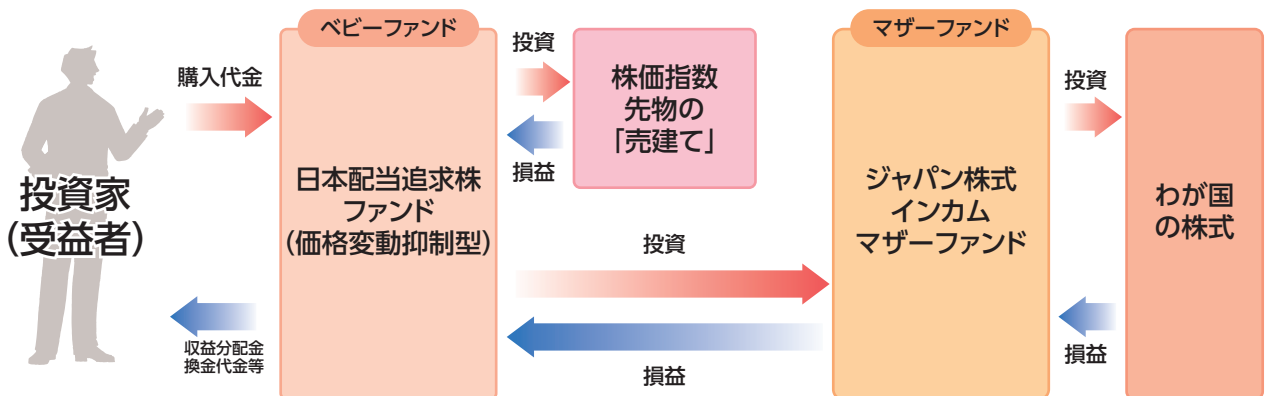 投資家
(受益者)
購入代金
収益分配金
換金代金等
ベビーファンド
日本配当追求株
ファンド
(価格変動抑制型)
投資
損益
株価指数
先物の
「売建て」
投資
損益
マザーファンド
ジャパン株式
インカム
マザーファンド
投資
損益
わが国
の株式